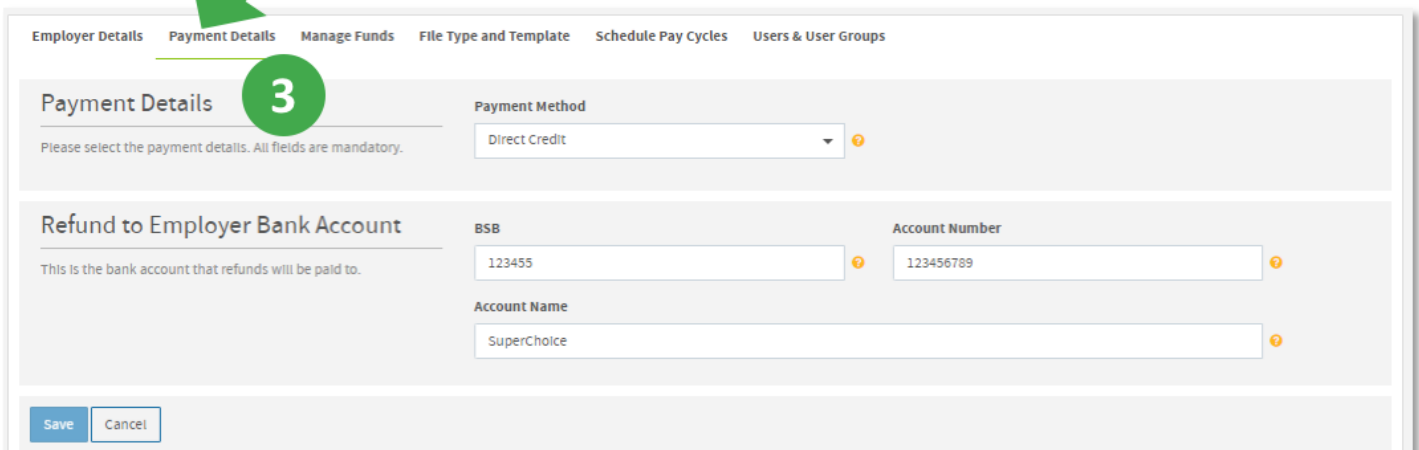 Employer Details Payment Details Manage Funds File Type and Template Schedule Pay Cycles Users & User Groups
Payment Details
3
Please select the payment details. All fields are mandatory.
Payment Method
Direct Credit
?
Refund to Employer Bank Account
This is the bank account that refunds will be paid to.
BSB
Account Number
123455
?
123456789
?
Account Name
SuperChoice
?
Save Cancel